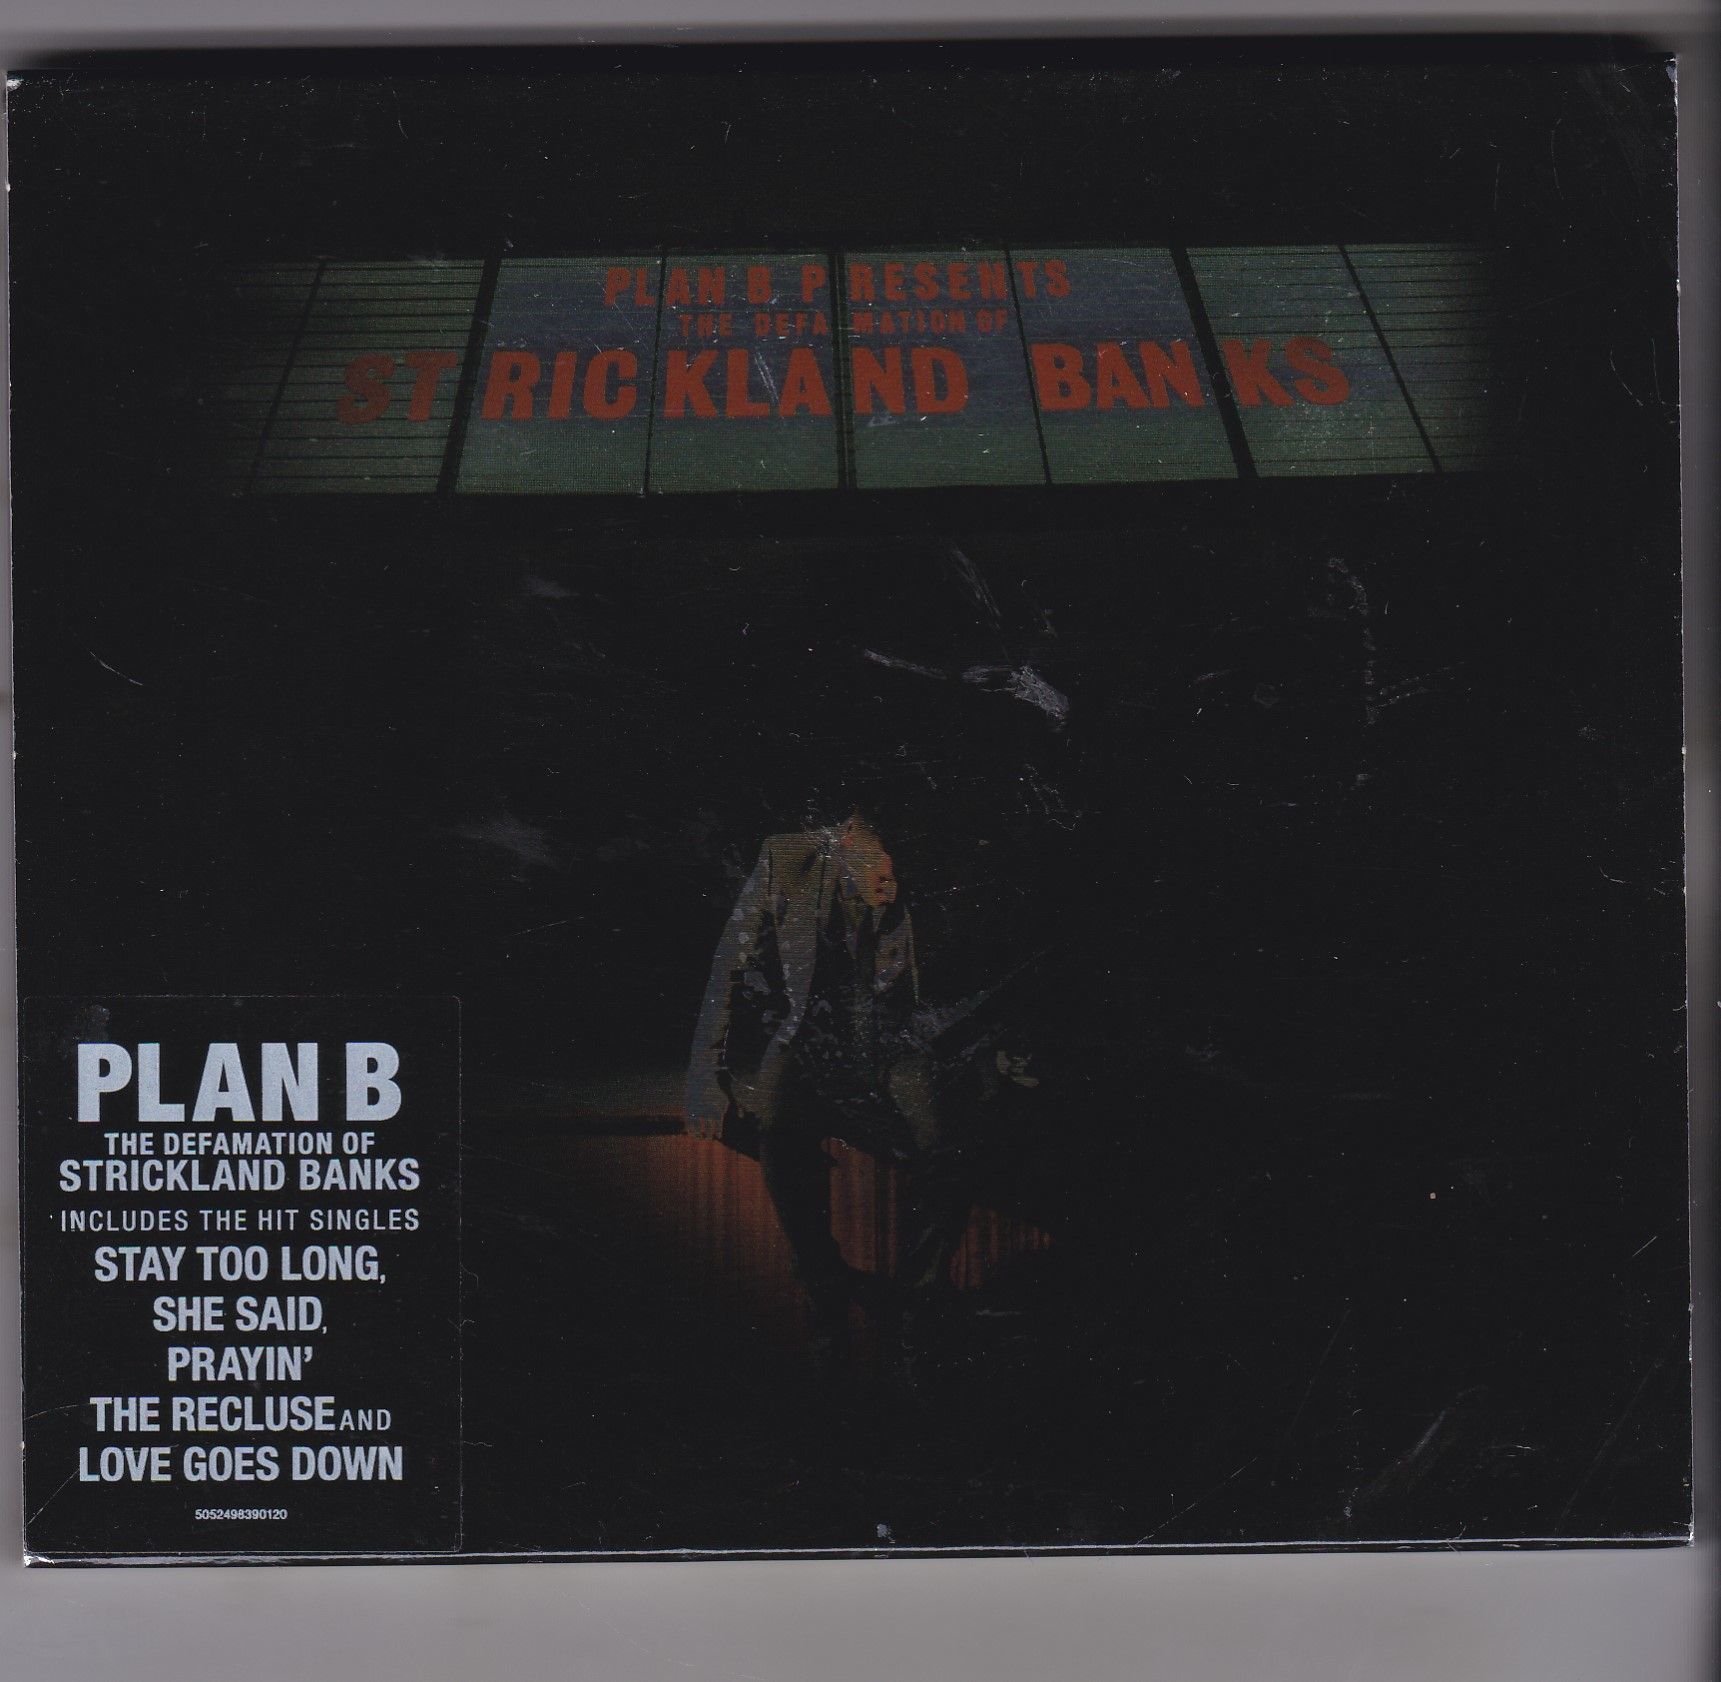 PLAN B PRESENTS
THE DEFAMATION OF
STRICKLAND BANKS
PLAN B
THE DEFAMATION OF
STRICKLAND BANKS
INCLUDES THE HIT SINGLES
STAY TOO LONG,
SHE SAID,
PRAYIN'
THE RECLUSE AND
LOVE GOES DOWN
5052498390120